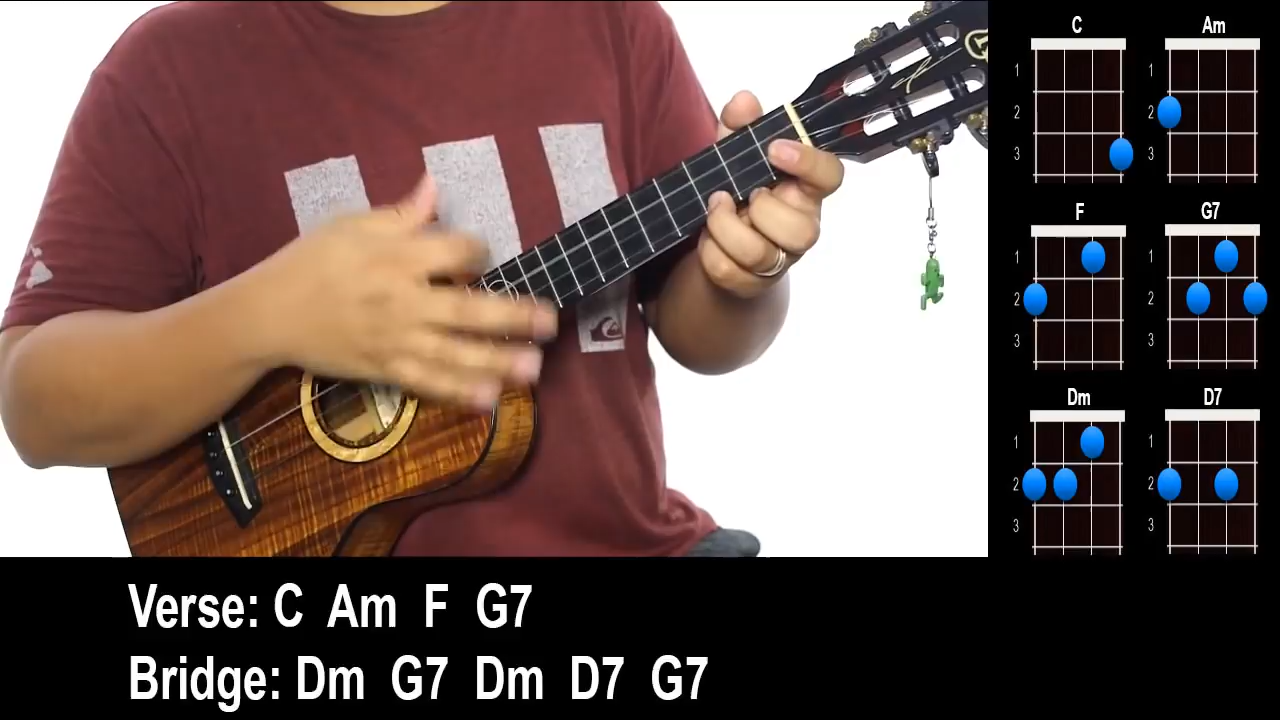 C Am
1 1
2 2
3 3
F G7
1 1
2 2
3 3
Dm D7
1 1
2 2
3 3
Verse: C Am F G7
Bridge: Dm G7 Dm D7 G7